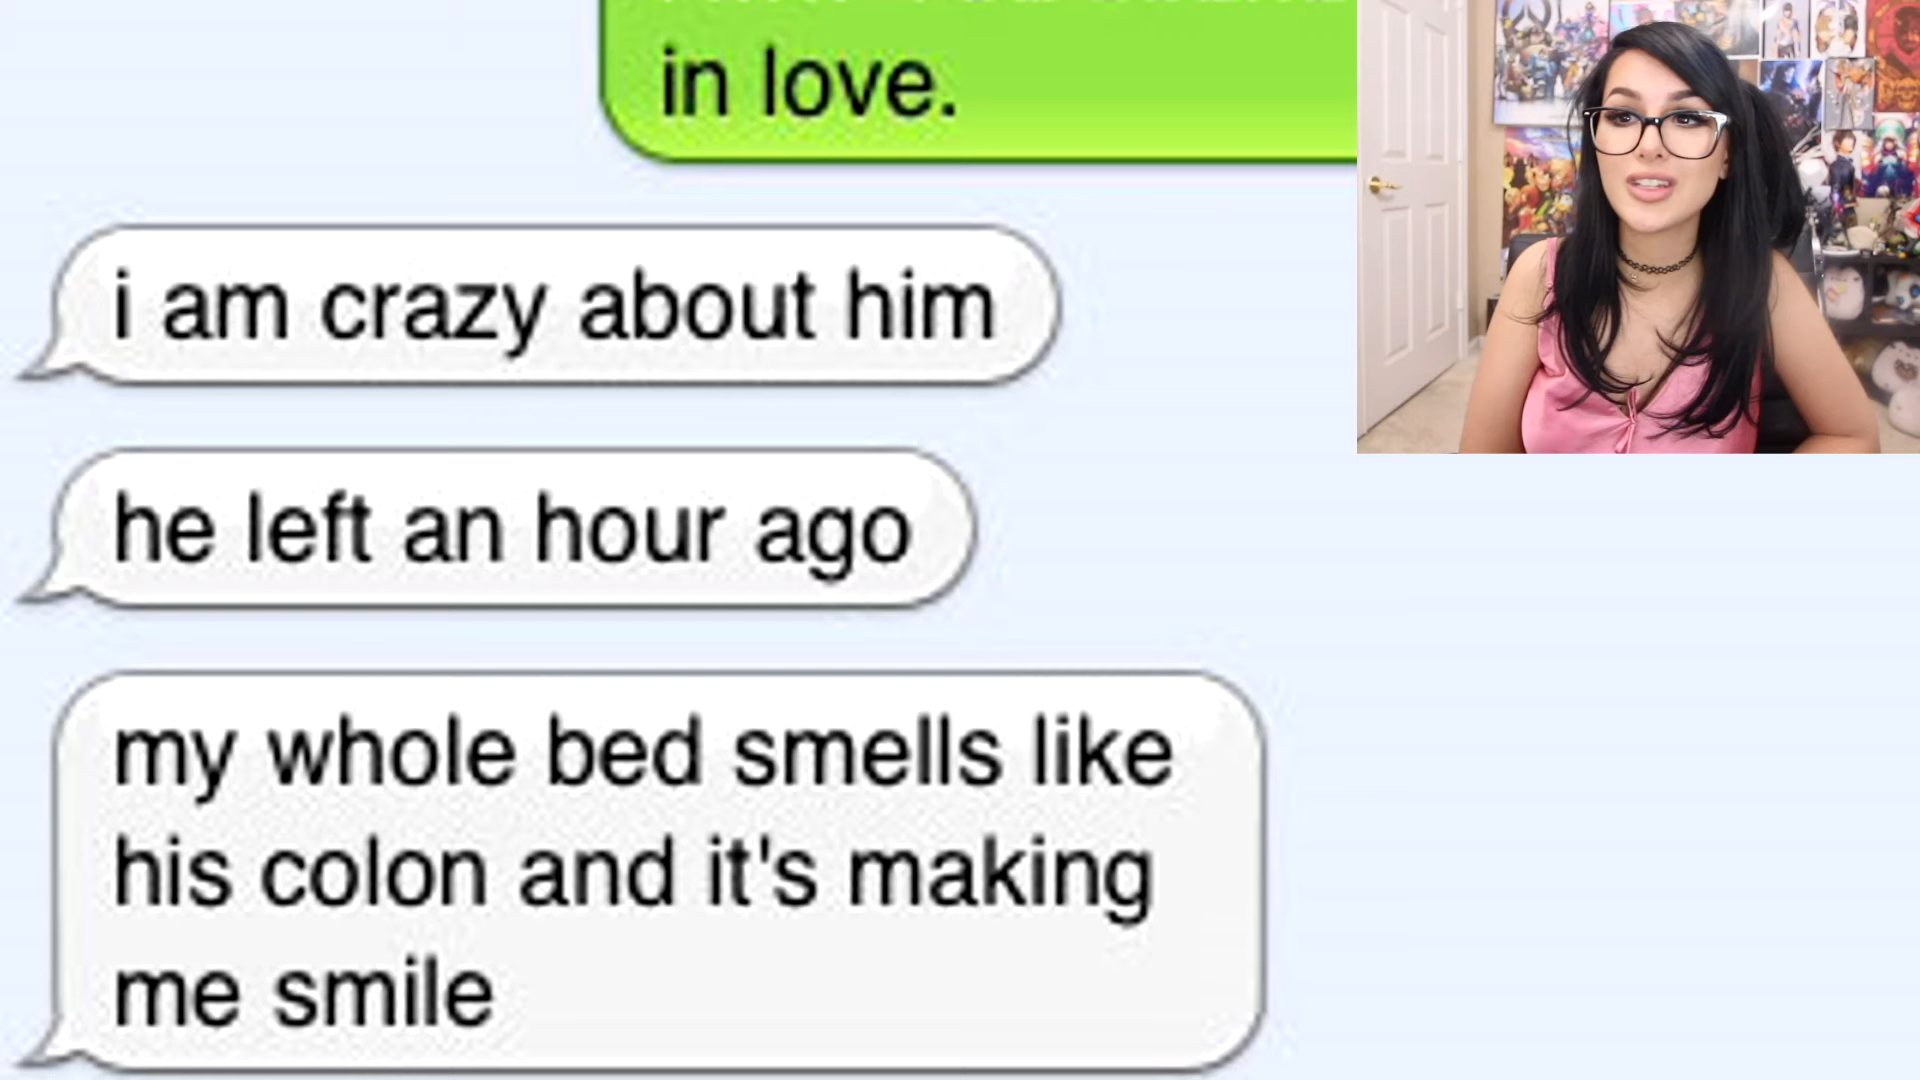 in love.
i am crazy about him
he left an hour ago
my whole bed smells like
his colon and it's making
me smile